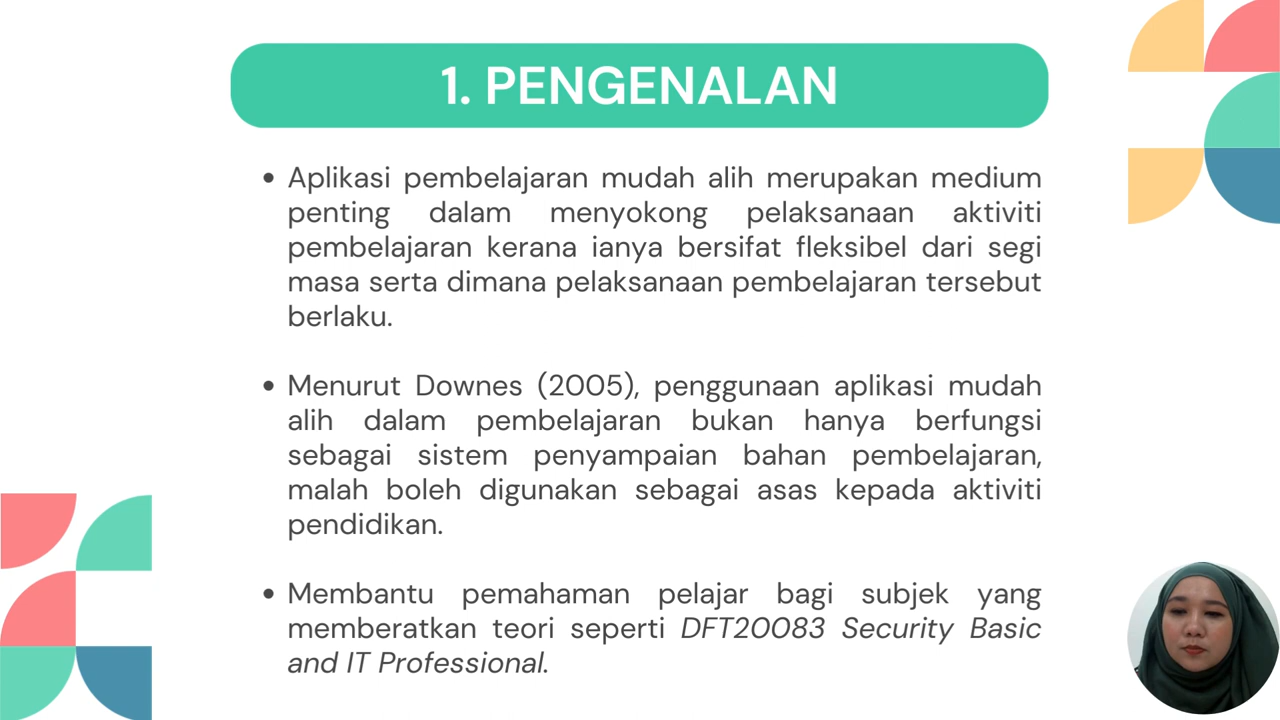 1. PENGENALAN
• Aplikasi pembelajaran mudah alih merupakan medium
penting dalam menyokong pelaksanaan aktiviti
pembelajaran kerana ianya bersifat fleksibel dari segi
masa serta dimana pelaksanaan pembelajaran tersebut
berlaku.
• Menurut Downes (2005), penggunaan aplikasi mudah
alih dalam pembelajaran bukan hanya berfungsi
sebagai sistem penyampaian bahan pembelajaran,
malah boleh digunakan sebagai asas kepada aktiviti
pendidikan.
• Membantu pemahaman pelajar bagi subjek yang
memberatkan teori seperti DFT20083 Security Basic
and IT Professional.